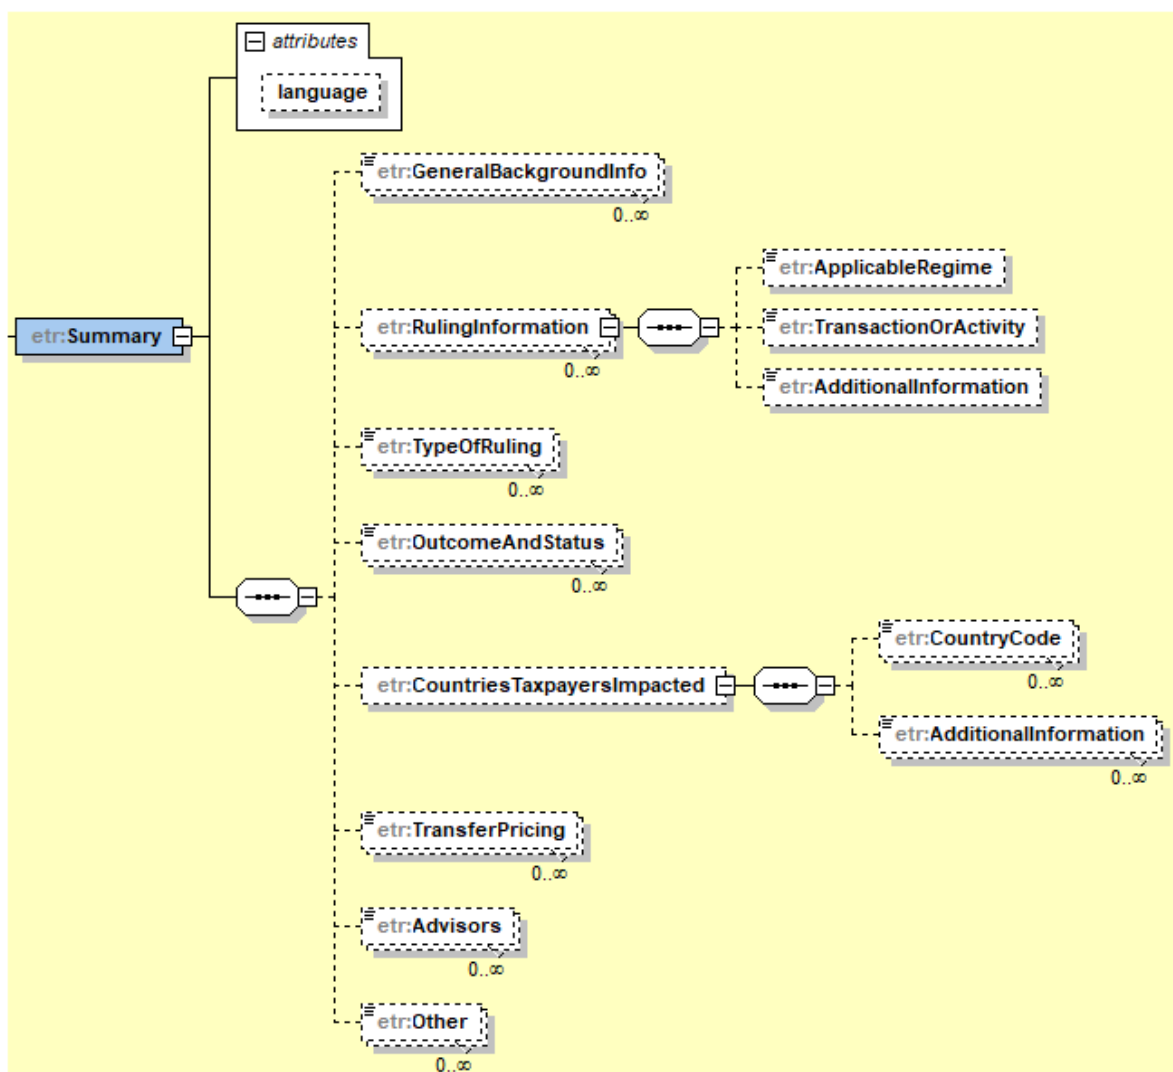 attributes
language
etr:GeneralBackgroundInfo
0..∞
etr:ApplicableRegime
etr:Summary
etr:RulingInformation
etr:TransactionOrActivity
0..∞
etr:AdditionalInformation
etr:TypeOfRuling
0..∞
etr:OutcomeAndStatus
0..∞
etr:CountryCode
0..∞
etr:CountriesTaxpayersImpacted
etr:AdditionalInformation
0..∞
etr:TransferPricing
0..∞
etr:Advisors
0..∞
etr:Other
0..∞